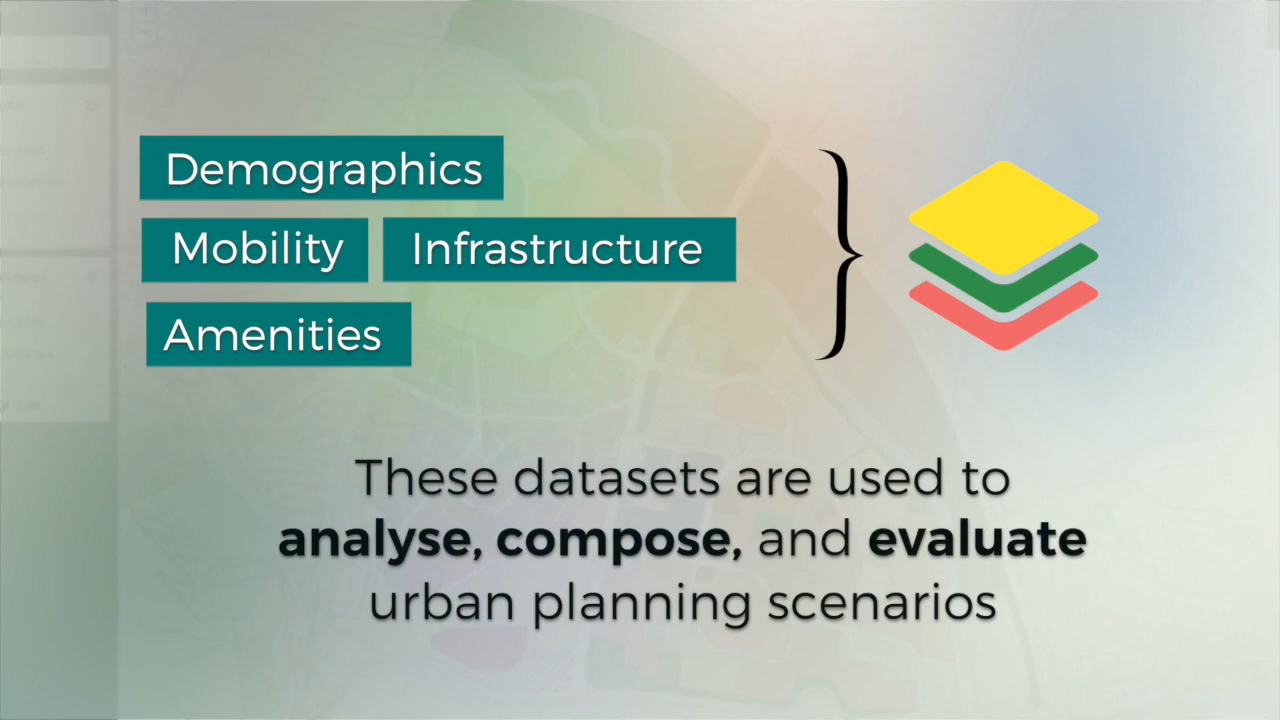 Demographics
Mobility Infrastructure
Amenities
These datasets are used to
analyse, compose, and evaluate
urban planning scenarios